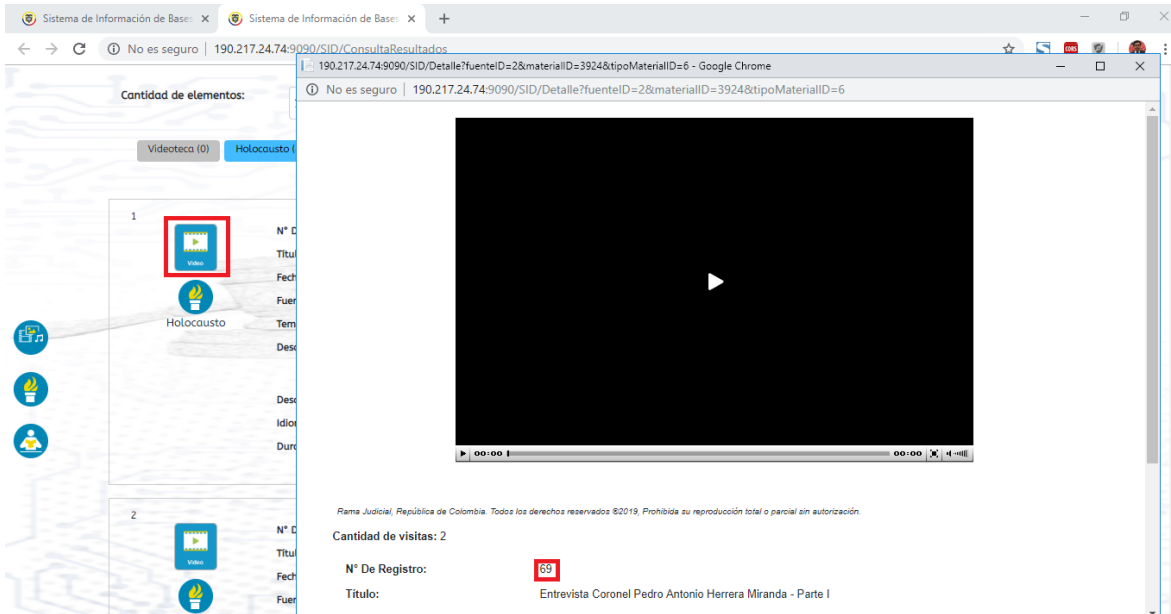 Sistema de Información de Bases
Sistema de Información de Bases
No es seguro | 190.217.24.74:9090/SID/ConsultaResultados
190.217.24.74:9090/SID/Detalle?fuenteID=2&materialID=3924&tipoMaterialID=6 - Google Chrome
No es seguro | 190.217.24.74:9090/SID/Detalle?fuenteID=2&materialID=3924&tipoMaterialID=6
Cantidad de elementos:
Videoteca (0)
Holocausto (
1
Video
Holocausto
N° D
Títul
Fech
Fuer
Tem
Desc
Desc
Idior
Dura
00:00
00:00
Rama Judicial, República de Colombia. Todos los derechos reservados ®2019, Prohibida su reproducción total o parcial sin autorización.
Cantidad de visitas: 2
N° De Registro: 69
Título: Entrevista Coronel Pedro Antonio Herrera Miranda - Parte I
2
Video
N° D
Títul
Fech
Fuer